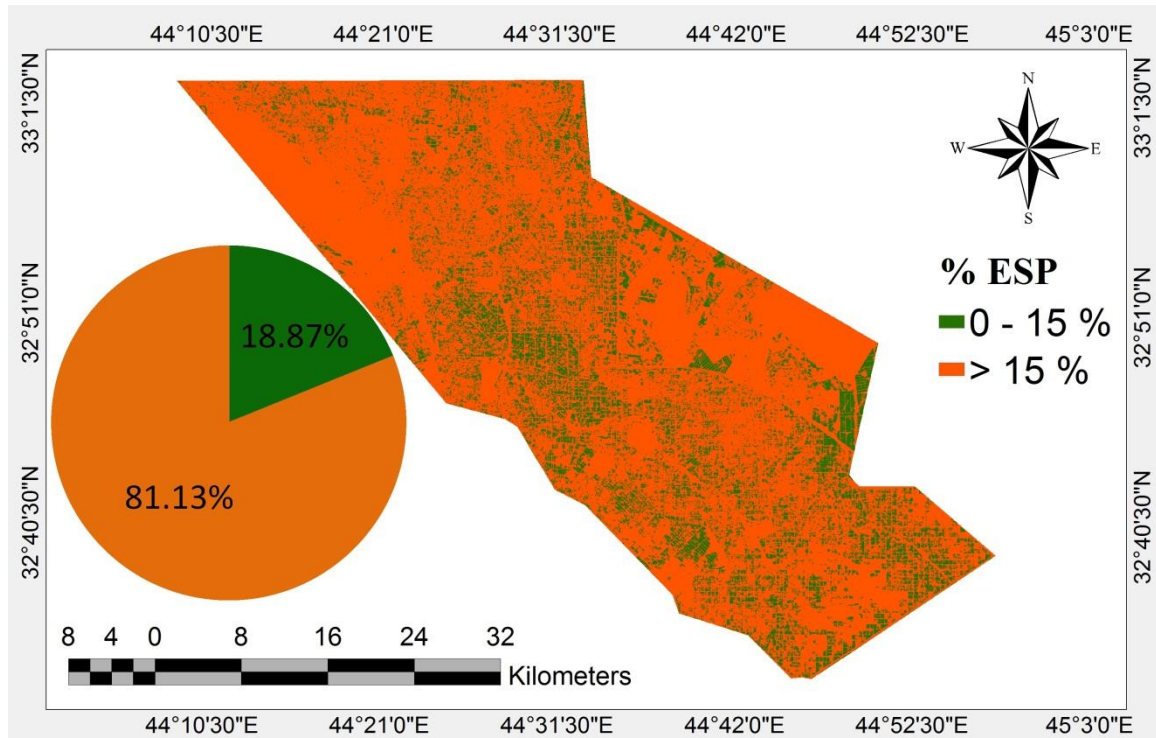 44°10'30"E 44°21'0"E 44°31'30"E 44°42'0"E 44°52'30"E 45°3'0"E
33°1'30"N
32°51'0"N
32°40'30"N
N
W E
S
% ESP
0 - 15 %
> 15 %
18.87%
81.13%
8 4 0 8 16 24 32
Kilometers
33°1'30"N
32°51'0"N
32°40'30"N
44°10'30"E 44°21'0"E 44°31'30"E 44°42'0"E 44°52'30"E 45°3'0"E